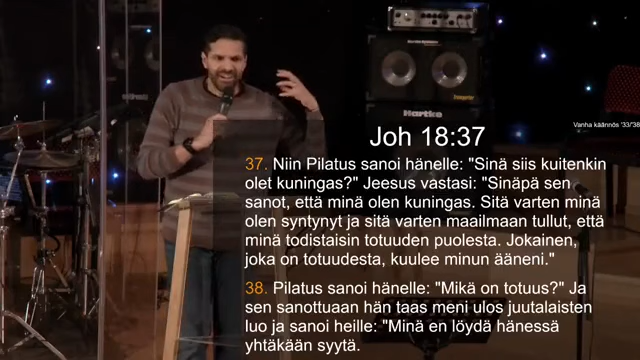 Hartke
Vanha käännös '33/'38
Joh 18:37
37. Niin Pilatus sanoi hänelle: "Sinä siis kuitenkin
olet kuningas?" Jeesus vastasi: "Sinäpä sen
sanot, että minä olen kuningas. Sitä varten minä
olen syntynyt ja sitä varten maailmaan tullut, että
minä todistaisin totuuden puolesta. Jokainen,
joka on totuudesta, kuulee minun ääneni."
38. Pilatus sanoi hänelle: "Mikä on totuus?" Ja
sen sanottuaan hän taas meni ulos juutalaisten
luo ja sanoi heille: "Minä en löydä hänessä
yhtäkään syytä.